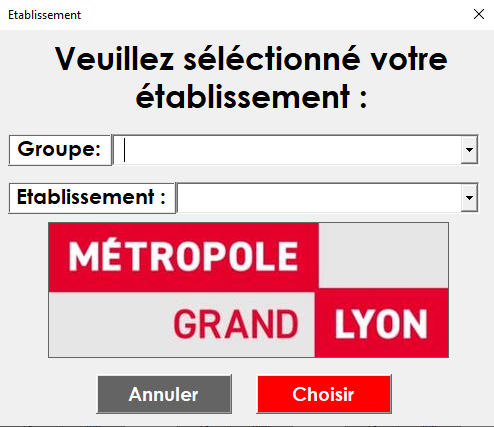 Etablissement
Veuillez séléctionné votre
établissement :
Groupe:
Etablissement :
MÉTROPOLE
GRAND LYON
Annuler Choisir